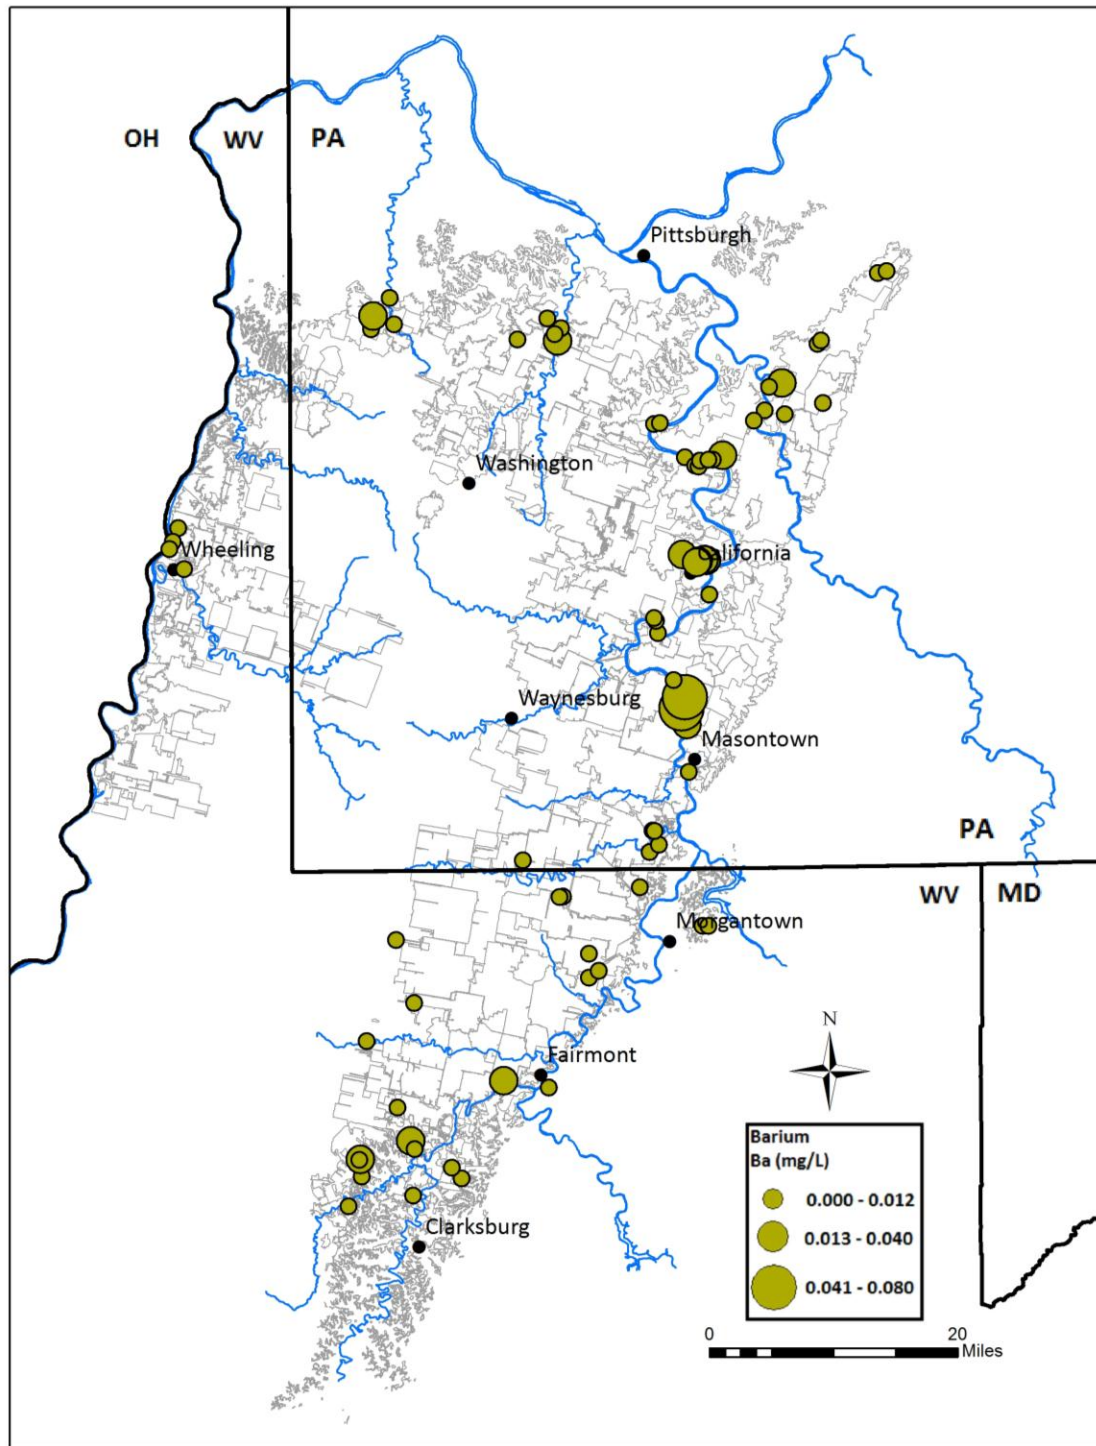 OH
WV
PA
Pittsburgh
Washington
Wheeling
California
Waynesburg
Masontown
PA
WV
MD
Morgantown
Fairmont
N
Barium
Ba (mg/L)
0.000 - 0.012
0.013 - 0.040
0.041 - 0.080
Clarksburg
0 20
Miles